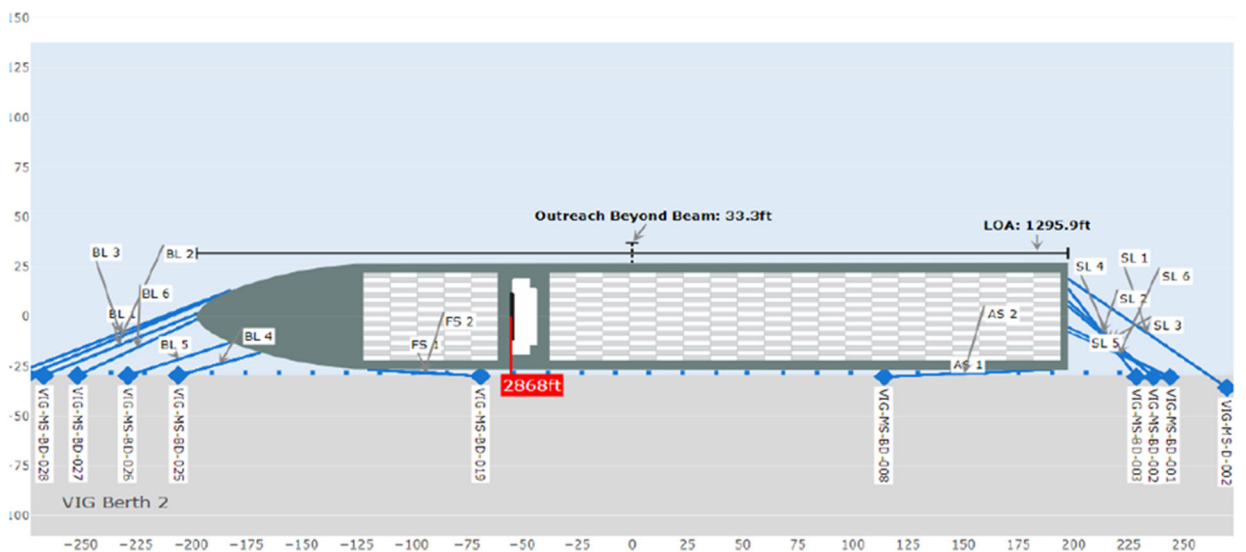 150
125
100
75
50
25
0
-25
-50
-75
100
Outreach Beyond Beam: 33.3ft
LOA: 1295.9ft
BL 3
BL 2
BL 6
BL 5
BL 4
FS 2
FS 1
2868ft
AS 2
AS 1
SL 4
SL 1
SL 6
SL 2
SL 3
SL 5
VIG-MS-BD-028
VIG-MS-BD-027
VIG-MS-BD-026
VIG-MS-BD-025
VIG-MS-BD-019
VIG-MS-BD-008
VIG-MS-BD-003
VIG-MS-BD-002
VIG-MS-BD-001
VIG-MS-D-002
VIG Berth 2
−250 −225 −200 −175 −150 −125 −100 −75 −50 −25 0 25 50 75 100 125 150 175 200 225 250